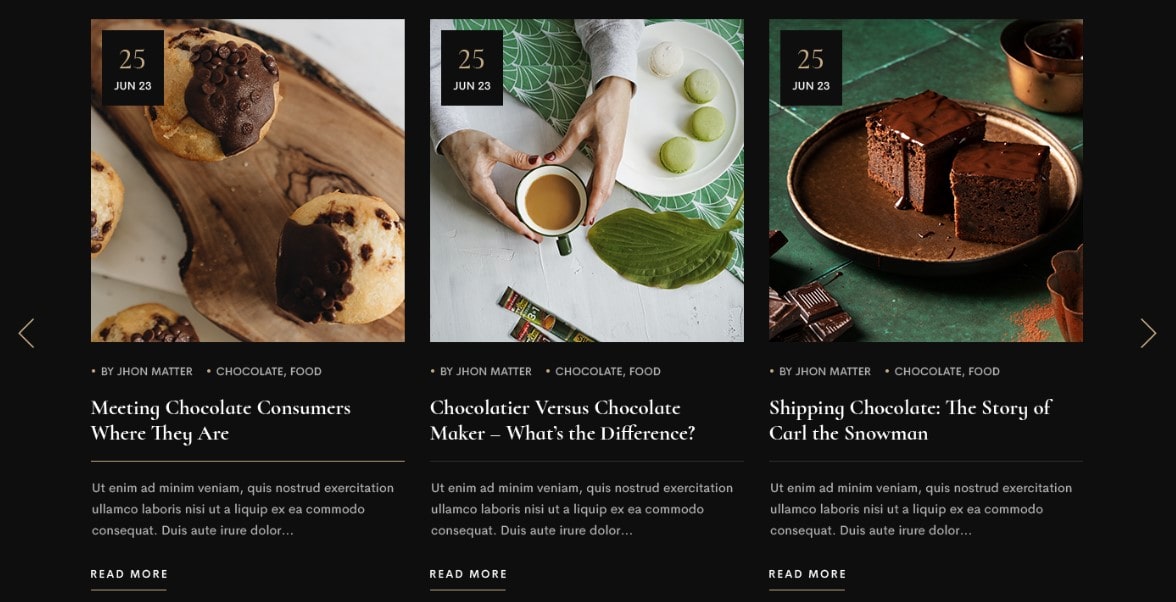 25
JUN 23
BY JHON MATTER
CHOCOLATE, FOOD
Meeting Chocolate Consumers
Where They Are
Ut enim ad minim veniam, quis nostrud exercitation
ullamco laboris nisi ut a liquip ex ea commodo
consequat. Duis aute irure dolor...
READ MORE
25
JUN 23
BY JHON MATTER
CHOCOLATE, FOOD
Chocolatier Versus Chocolate
Maker – What's the Difference?
Ut enim ad minim veniam, quis nostrud exercitation
ullamco laboris nisi ut a liquip ex ea commodo
consequat. Duis aute irure dolor...
READ MORE
25
JUN 23
BY JHON MATTER
CHOCOLATE, FOOD
Shipping Chocolate: The Story of
Carl the Snowman
Ut enim ad minim veniam, quis nostrud exercitation
ullamco laboris nisi ut a liquip ex ea commodo
consequat. Duis aute irure dolor...
READ MORE